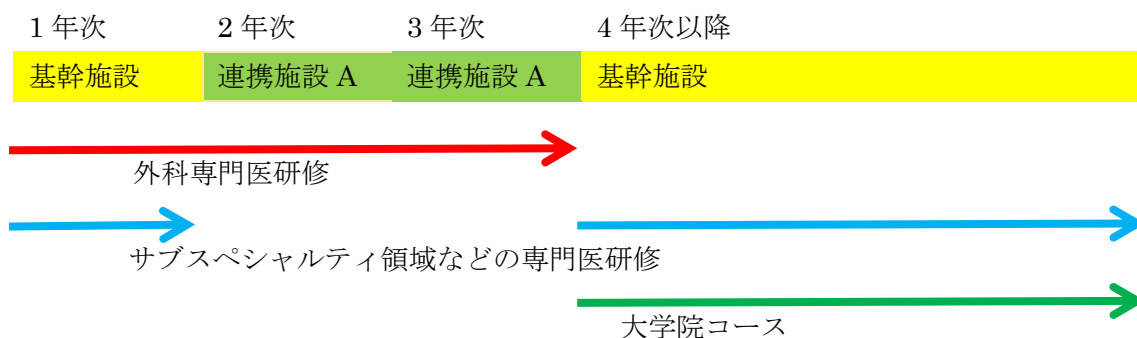 1 年次 2 年次 3 年次 4 年次以降
基幹施設 連携施設 A 連携施設 A 基幹施設
外科専門医研修
サブスペシャルティ領域などの専門医研修
大学院コース